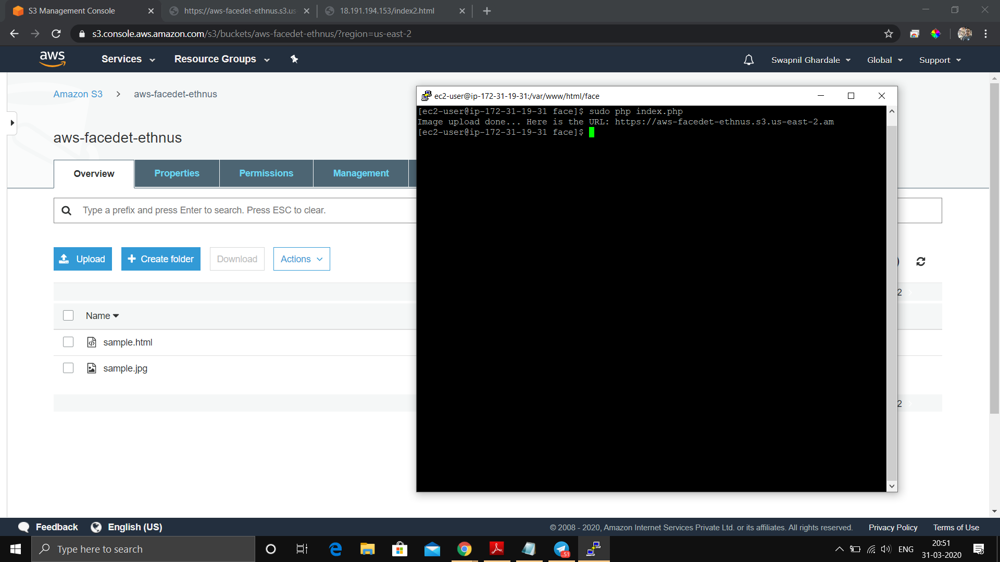 S3 Management Console
https://aws-facedet-ethnus.s3.us
18.191.194.153/index2.html
s3.console.aws.amazon.com/s3/buckets/aws-facedet-ethnus/?region=us-east-2
aws
Services
Resource Groups
Swapnil Ghardale
Global
Support
Amazon S3 > aws-facedet-ethnus
aws-facedet-ethnus
Overview
Properties
Permissions
Management
Type a prefix and press Enter to search. Press ESC to clear.
Upload
Create folder
Download
Actions
2
Name
sample.html
sample.jpg
2
ec2-user@ip-172-31-19-31:/var/www/html/face
[ec2-user@ip-172-31-19-31 face]$ sudo php index.php
Image upload done... Here is the URL: https://aws-facedet-ethnus.s3.us-east-2.am
[ec2-user@ip-172-31-19-31 face]$
Feedback
English (US)
© 2008 - 2020, Amazon Internet Services Private Ltd. or its affiliates. All rights reserved.
Privacy Policy
Terms of Use
Type here to search
..51
ENG
20:51
31-03-2020